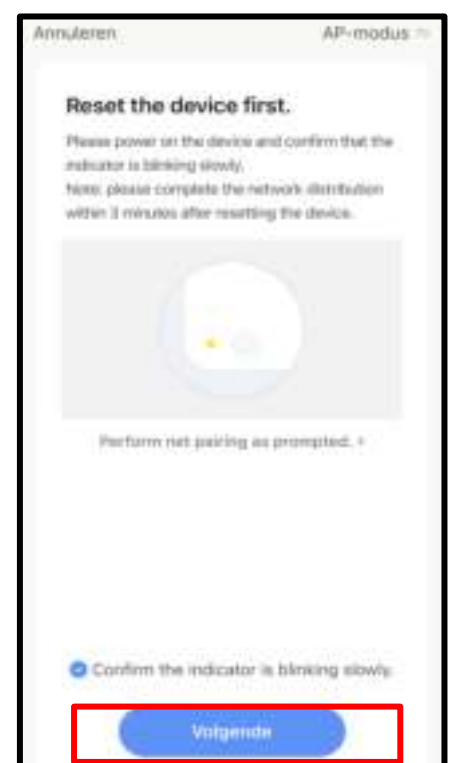 Annuleren AP-modus
Reset the device first.
Please power on the device and confirm that the
indicator is blinking slowly.
Note: please complete the network distribution
within 3 minutes after resetting the device.
Perform net pairing as prompted. >
Confirm the indicator is blinking slowly.
Volgende